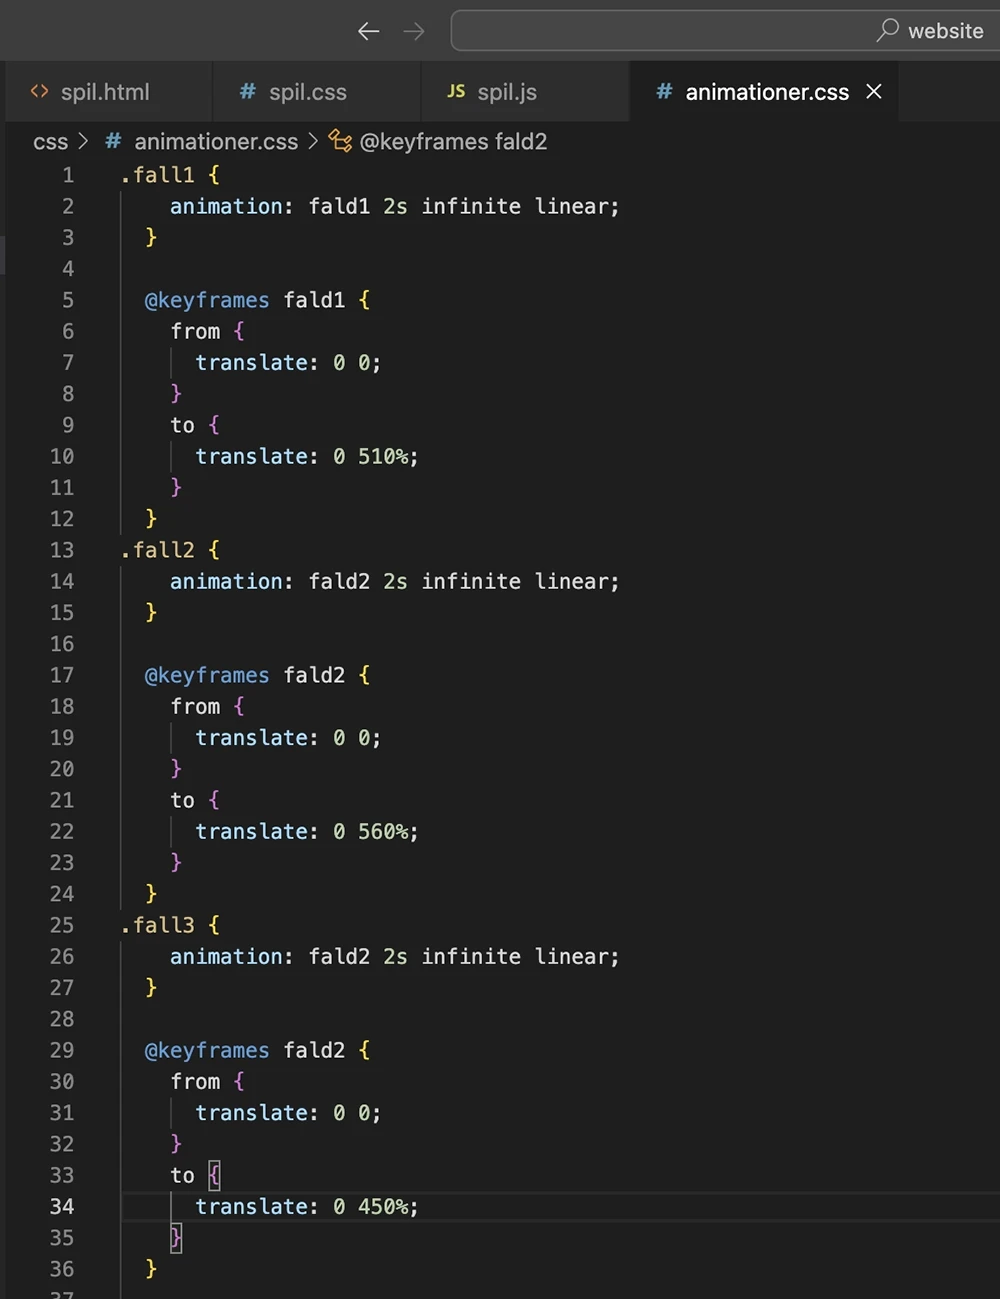 website
spil.html # spil.css JS spil.js # animationer.css
css > # animationer.css > @keyframes fald2
1 .fall1 {
2 animation: fald1 2s infinite linear;
3 }
4
5 @keyframes fald1 {
6 from {
7 translate: 0 0;
8 }
9 to {
10 translate: 0 510%;
11 }
12 }
13 .fall2 {
14 animation: fald2 2s infinite linear;
15 }
16
17 @keyframes fald2 {
18 from {
19 translate: 0 0;
20 }
21 to {
22 translate: 0 560%;
23 }
24 }
25 .fall3 {
26 animation: fald2 2s infinite linear;
27 }
28
29 @keyframes fald2 {
30 from {
31 translate: 0 0;
32 }
33 to {
34 translate: 0 450%;
35 }
36 }
37